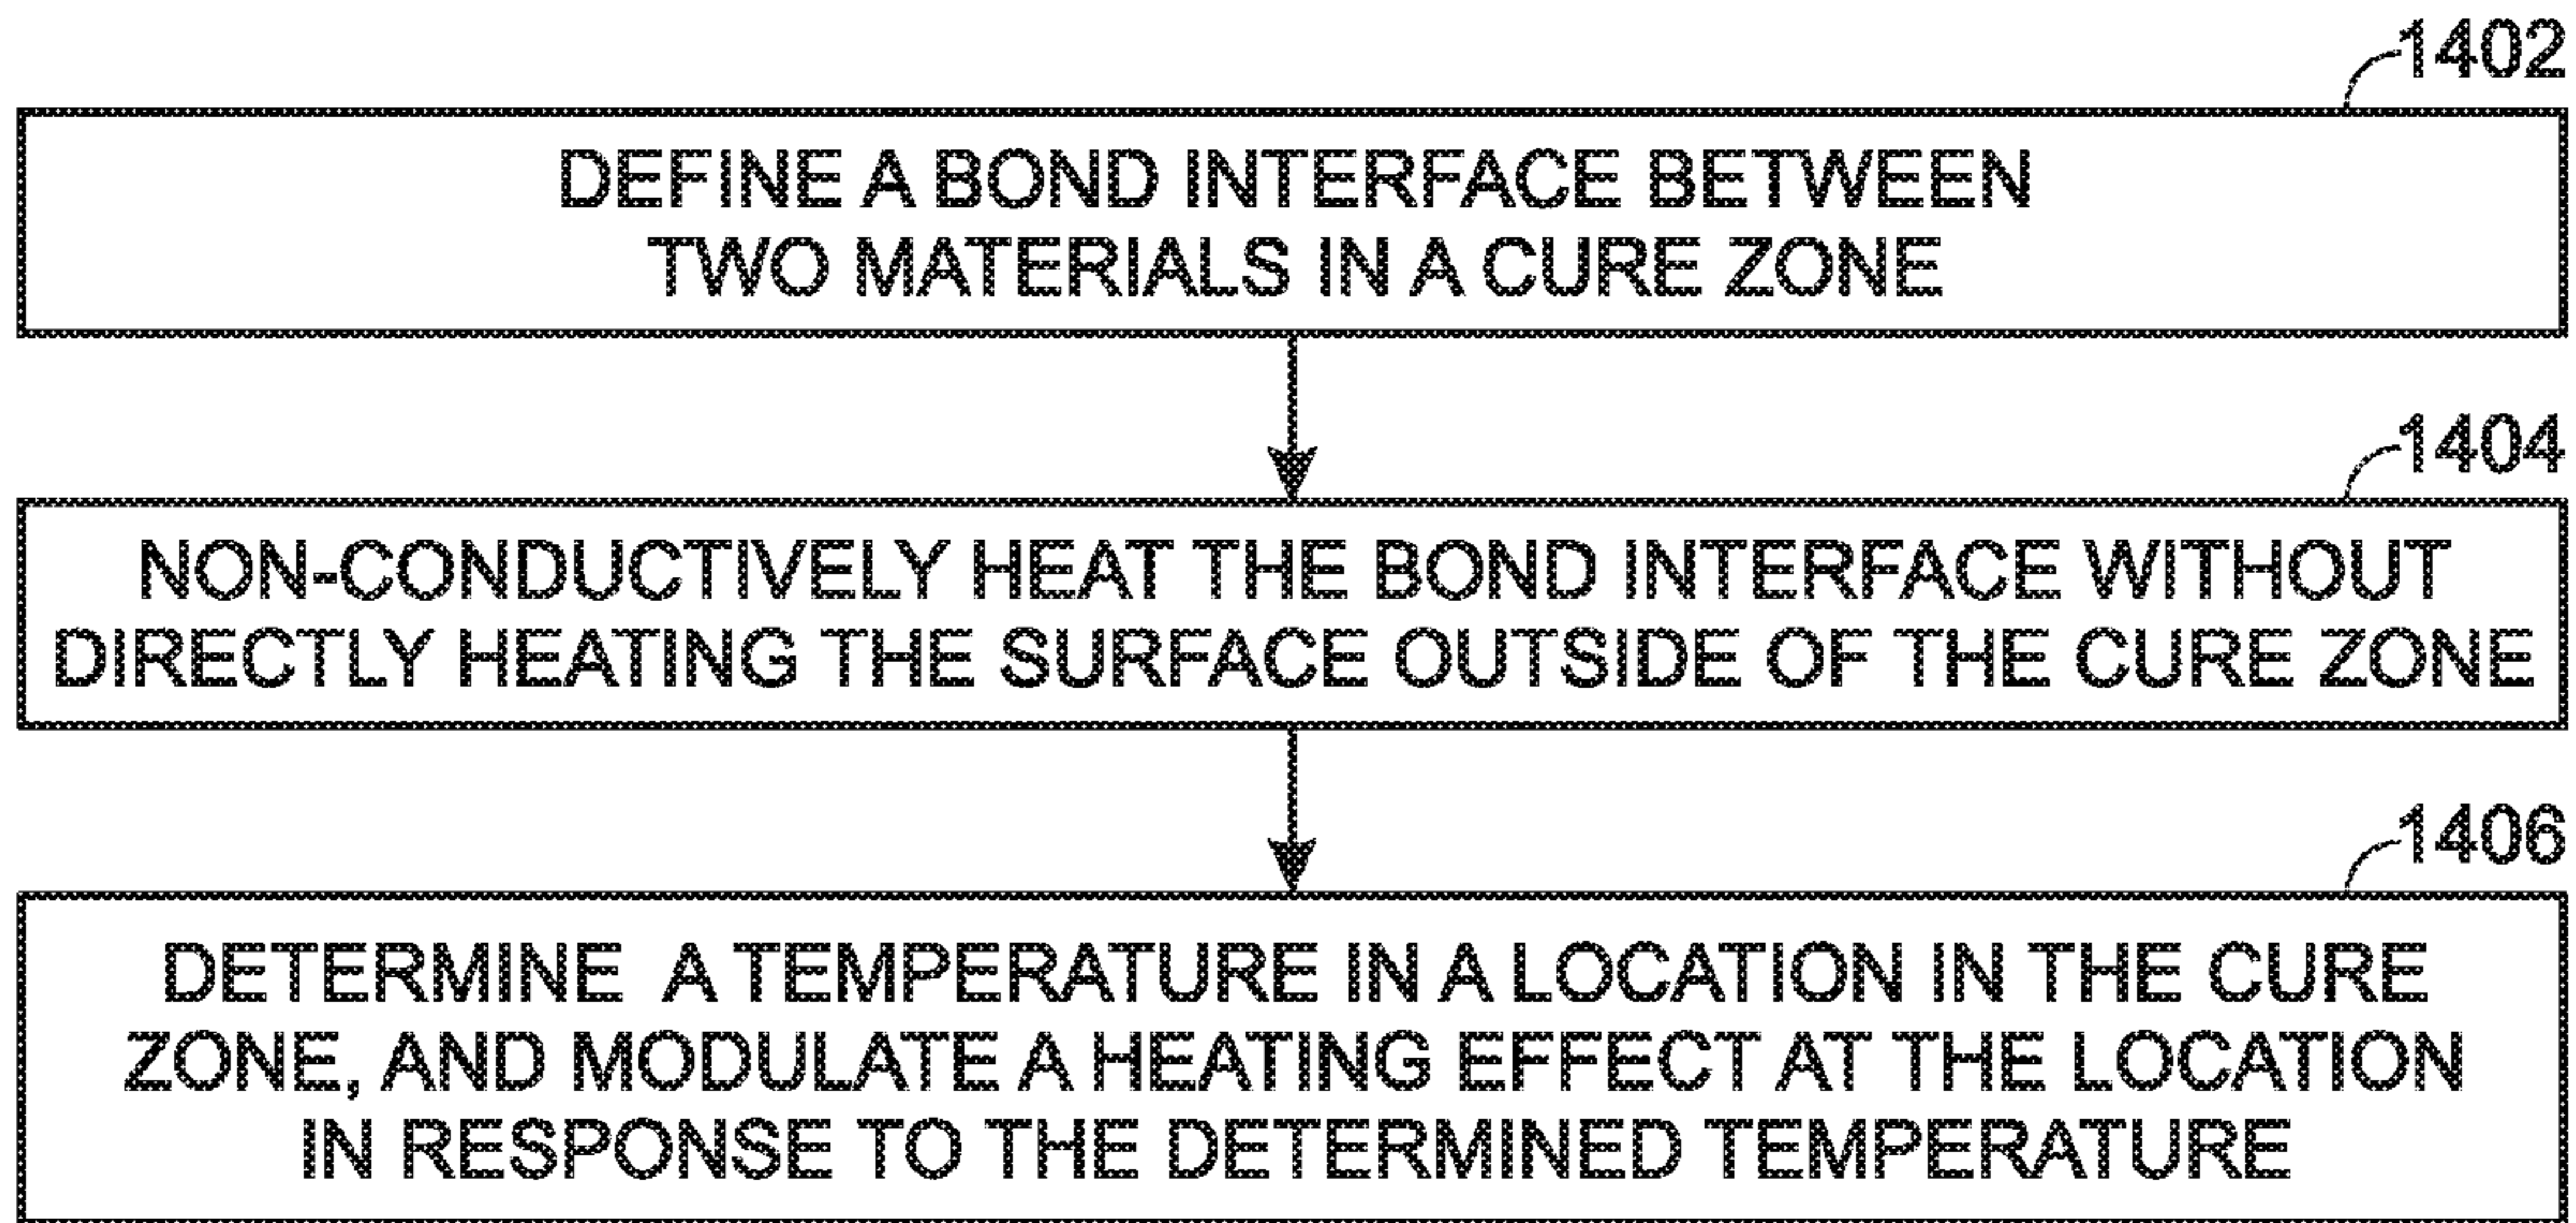 1402
DEFINE A BOND INTERFACE BETWEEN
TWO MATERIALS IN A CURE ZONE
1404
NON-CONDUCTIVELY HEAT THE BOND INTERFACE WITHOUT
DIRECTLY HEATING THE SURFACE OUTSIDE OF THE CURE ZONE
1406
DETERMINE A TEMPERATURE IN A LOCATION IN THE CURE
ZONE, AND MODULATE A HEATING EFFECT AT THE LOCATION
IN RESPONSE TO THE DETERMINED TEMPERATURE